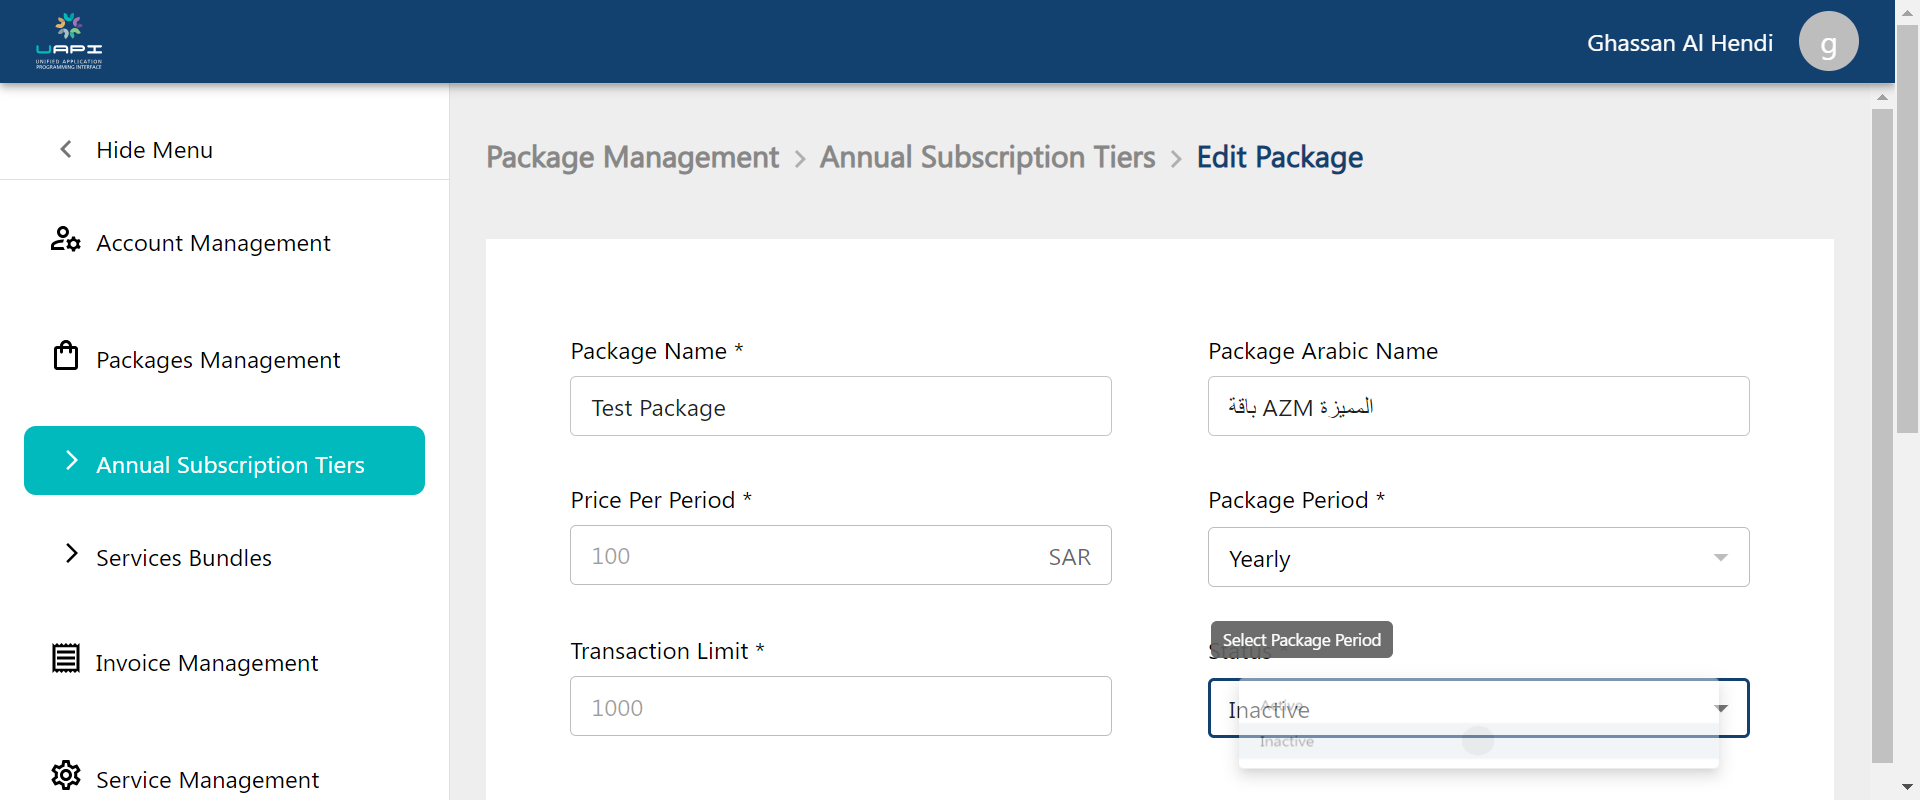 UAPI
UNIFIED APPLICATION
PROGRAMMING INTERFACE
Ghassan Al Hendi
g
Hide Menu
Package Management > Annual Subscription Tiers > Edit Package
Account Management
Packages Management
Annual Subscription Tiers
Services Bundles
Invoice Management
Service Management
Package Name *
Test Package
Package Arabic Name
باقة AZM المميزة
Price Per Period *
100 SAR
Package Period *
Yearly
Select Package Period
Status *
Transaction Limit *
1000
Inactive
Active
Inactive